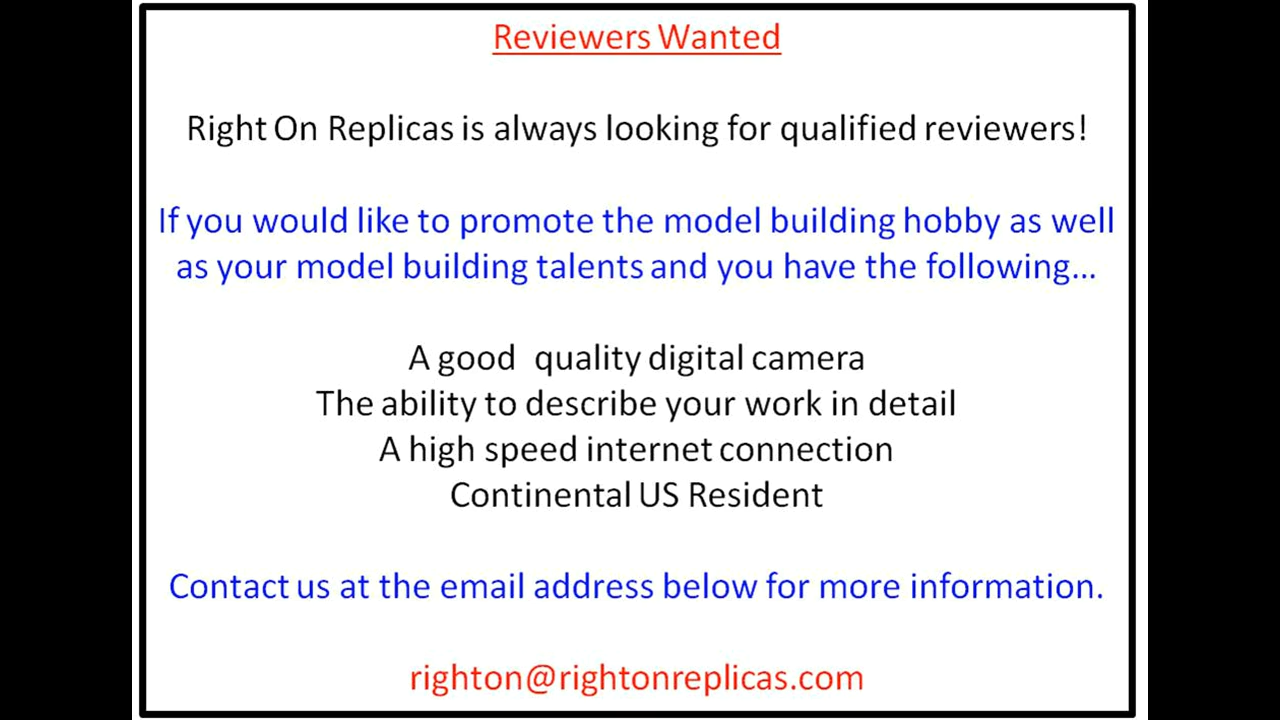 Reviewers Wanted
Right On Replicas is always looking for qualified reviewers!
If you would like to promote the model building hobby as well
as your model building talents and you have the following...
A good  quality digital camera
The ability to describe your work in detail
A high speed internet connection
Continental US Resident
Contact us at the email address below for more information.
righton@rightonreplicas.com